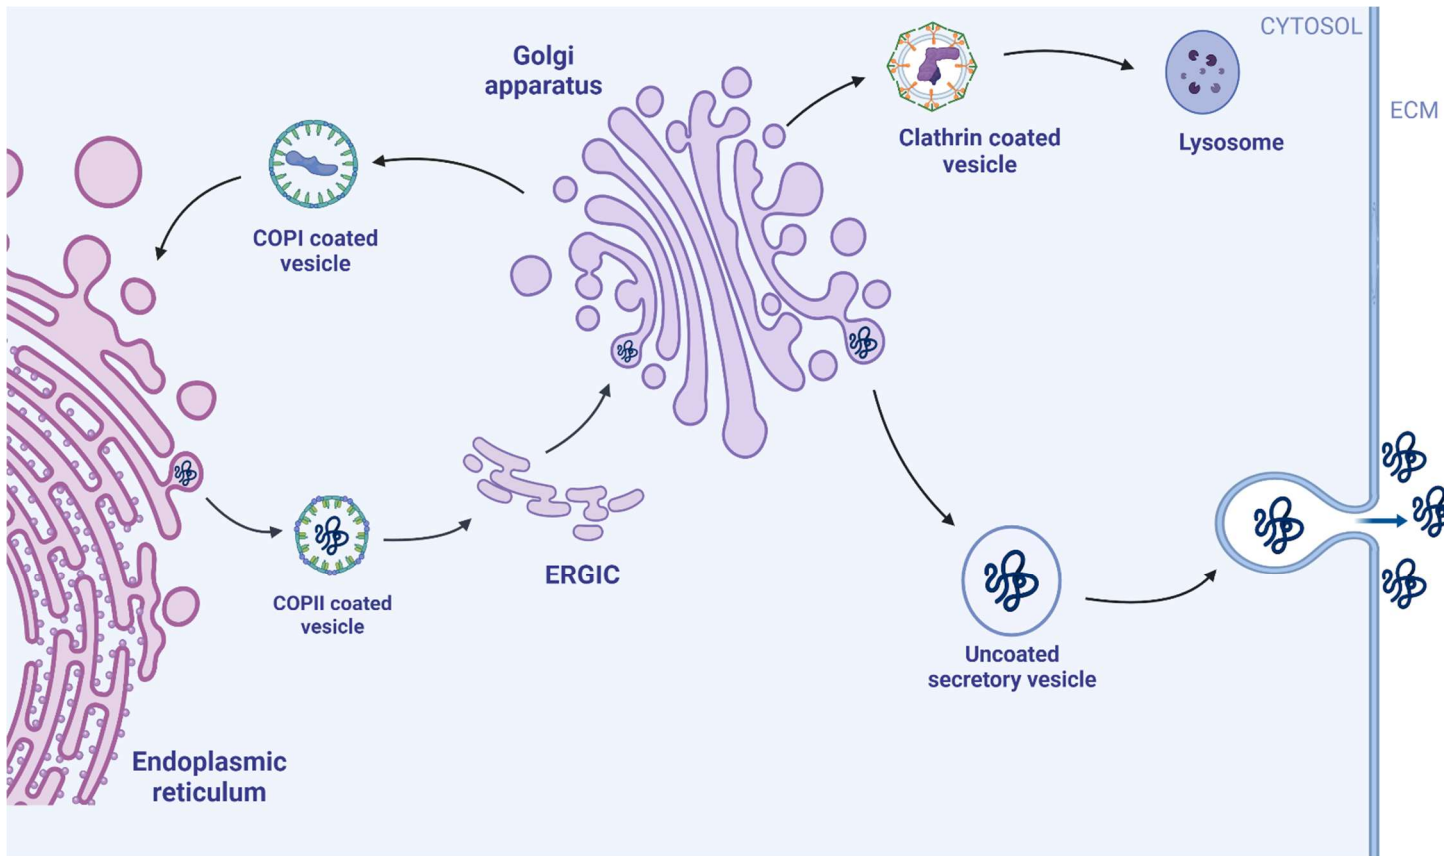 CYTOSOL
ECM
Golgi
apparatus
Clathrin coated
vesicle
Lysosome
COPI coated
vesicle
ERGIC
COPII coated
vesicle
Uncoated
secretory vesicle
Endoplasmic
reticulum